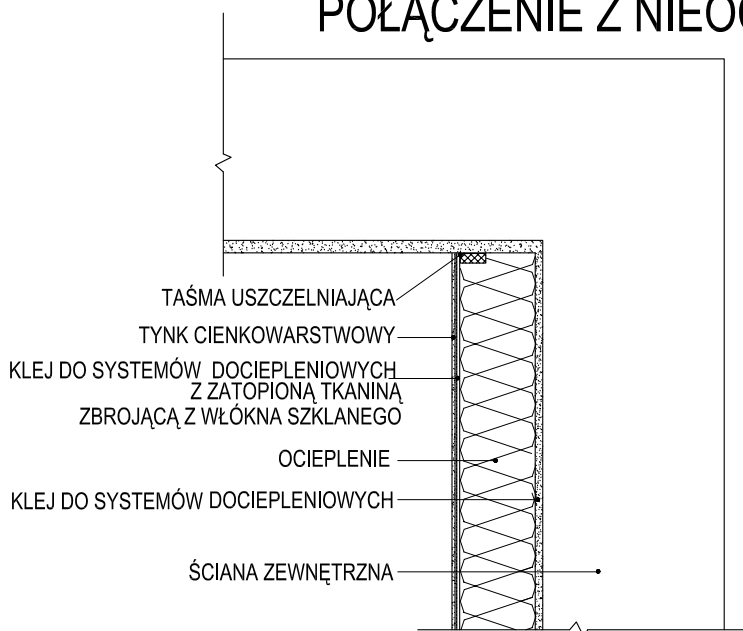 POŁĄCZENIE Z
TAŚMA USZCZELNIAJĄCA
TYNK CIENKOWARSTWOWY
KLEJ DO SYSTEMÓW DOCIEPLENIOWYCH
Z ZATOPIONĄ TKANINĄ
ZBROJĄCĄ Z WŁÓKNA SZKLANEGO
OCIEPLENIE
KLEJ DO SYSTEMÓW DOCIEPLENIOWYCH
ŚCIANA ZEWNĘTRZNA